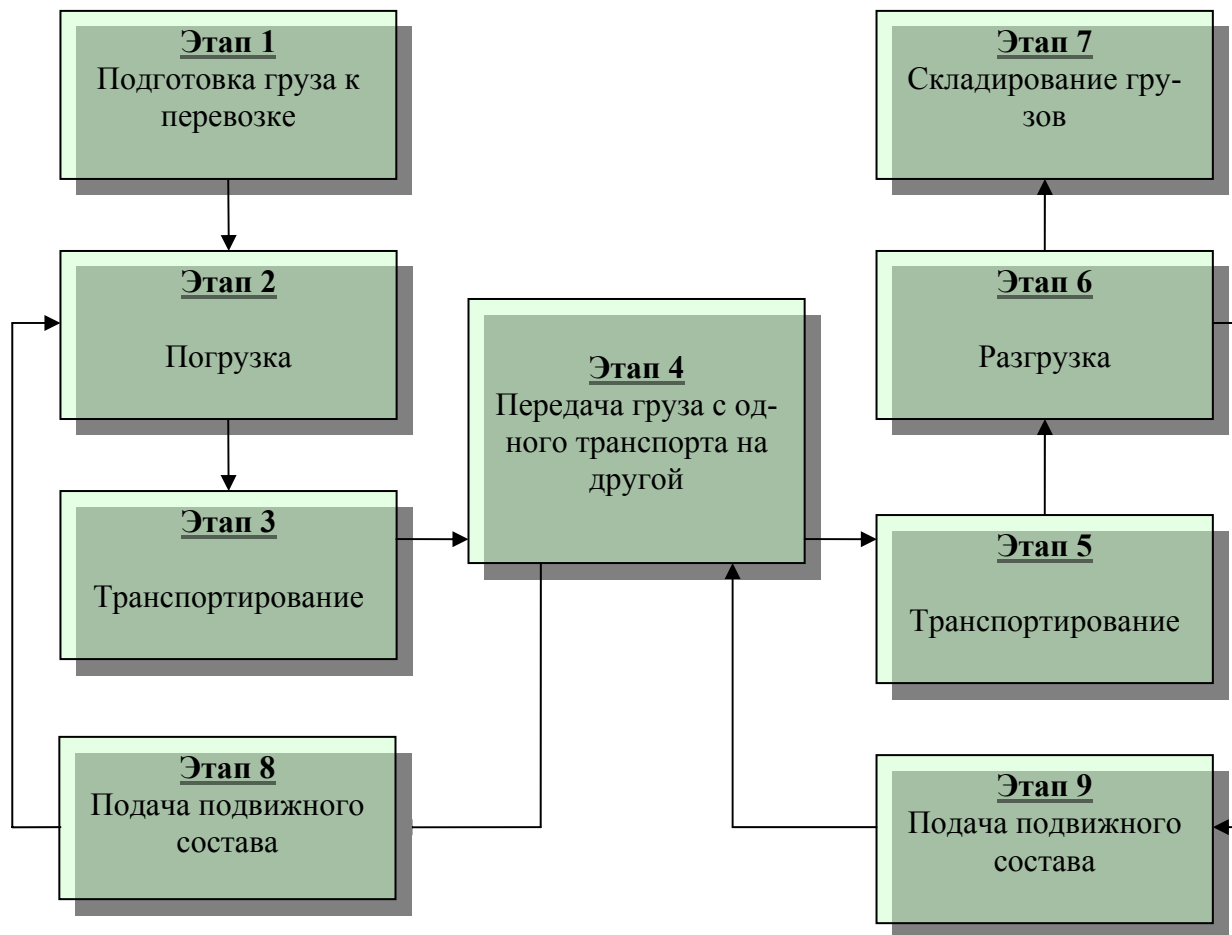 Этап 1
Подготовка груза к
перевозке
Этап 2
Погрузка
Этап 3
Транспортирование
Этап 4
Передача груза с од-
ного транспорта на
другой
Этап 5
Транспортирование
Этап 6
Разгрузка
Этап 7
Складирование гру-
зов
Этап 8
Подача подвижного
состава
Этап 9
Подача подвижного
состава